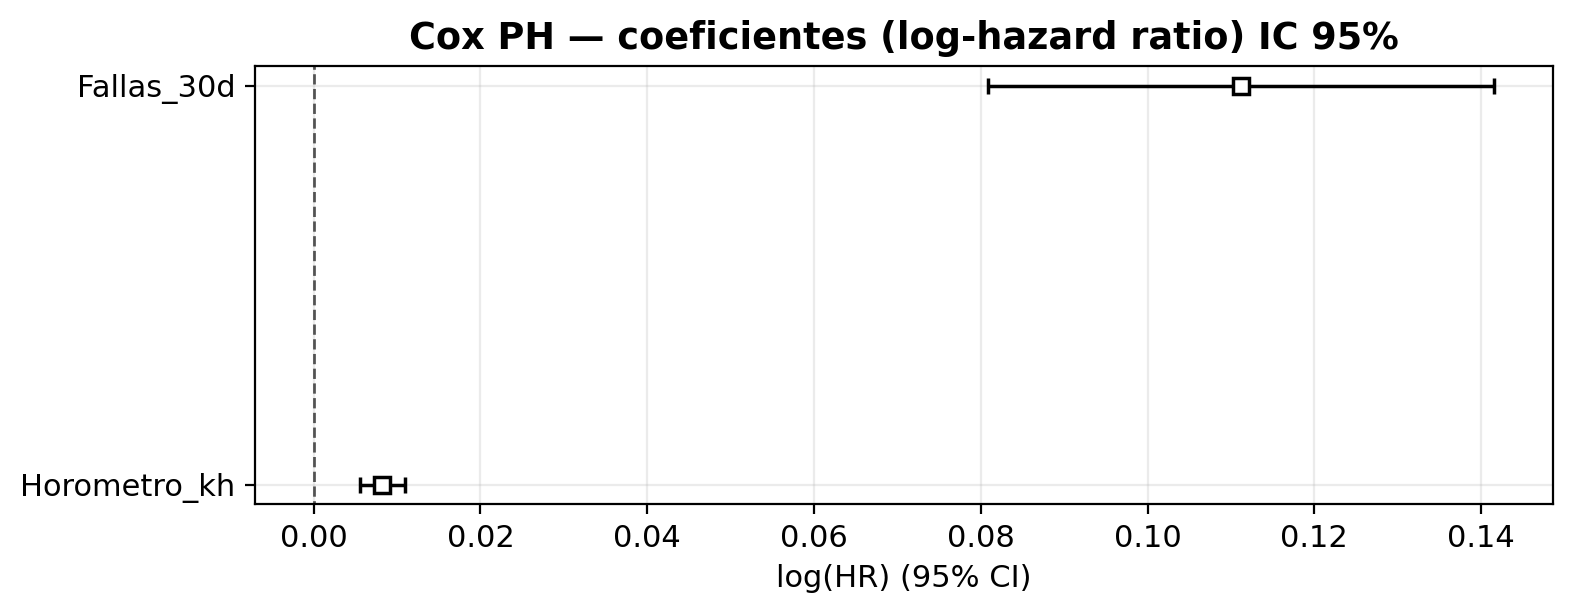 Cox PH — coeficientes (log-hazard ratio) IC 95%
Fallas_30d
Horometro_kh
0.00 0.02 0.04 0.06 0.08 0.10 0.12 0.14
log(HR) (95% CI)